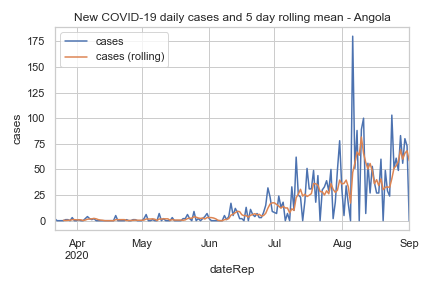 New COVID-19 daily cases and 5 day rolling mean - Angola
cases
cases (rolling)
175
150
125
100
75
50
25
0
cases
Apr
2020
May
Jun
Jul
Aug
Sep
dateRep